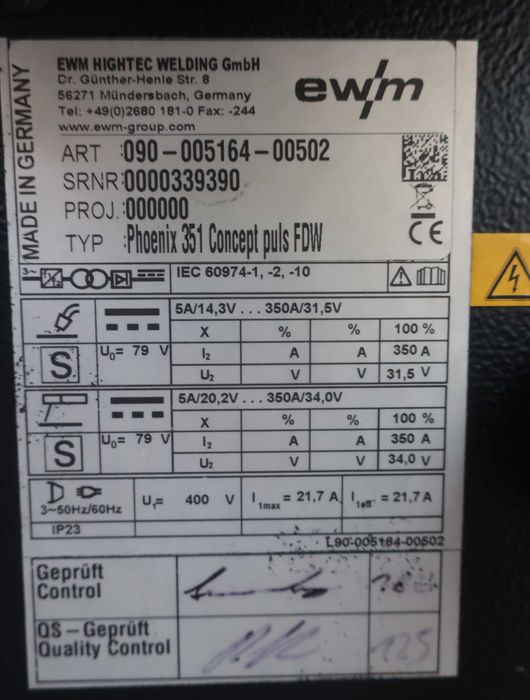 EWM HIGHTEC WELDING GmbH
Dr. Günther-Henle Str. 8
56271 Mündersbach, Germany
Tel: +49(0)2680 181-0 Fax: -244
www.ewm-group.com
ewm
MADE IN GERMANY
ART :090-005164-00502
SRNR:0000339390
PROJ.:000000
TYP :Phoenix 351 Concept puls FDW
CE
3~ IEC 60974-1, -2, -10
5A/14,3V...350A/31,5V
X % % 100 %
S U0= 79 V I2 A A 350 A
U2 V V 31,5 V
5A/20,2V...350A/34,0V
X % % 100 %
S U0= 79 V I2 A A 350 A
U2 V V 34,0 V
3~50Hz/60Hz U1= 400 V I1max = 21,7 A I1eff = 21,7 A
IP23
L90-005164-00502
Geprüft
Control
QS - Geprüft
Quality Control
125